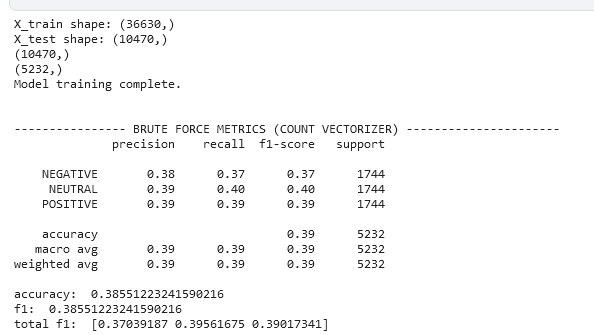 X_train shape: (36630,)
X_test shape: (10470,)
(10470,)
(5232,)
Model training complete.
---------------- BRUTE FORCE METRICS (COUNT VECTORIZER) ----------------------
precision recall f1-score support
NEGATIVE 0.38 0.37 0.37 1744
NEUTRAL 0.39 0.40 0.40 1744
POSITIVE 0.39 0.39 0.39 1744
accuracy 0.39 5232
macro avg 0.39 0.39 0.39 5232
weighted avg 0.39 0.39 0.39 5232
accuracy: 0.38551223241590216
f1: 0.38551223241590216
total f1: [0.37039187 0.39561675 0.39017341]